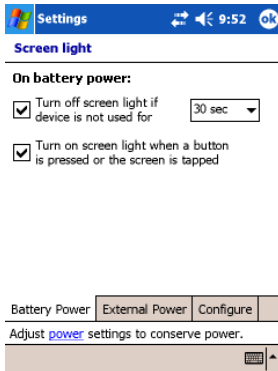 Settings 9:52 ok
Screen light
On battery power:
Turn off screen light if
device is not used for 30 sec
Turn on screen light when a button
is pressed or the screen is tapped
Battery Power External Power Configure
Adjust power settings to conserve power.